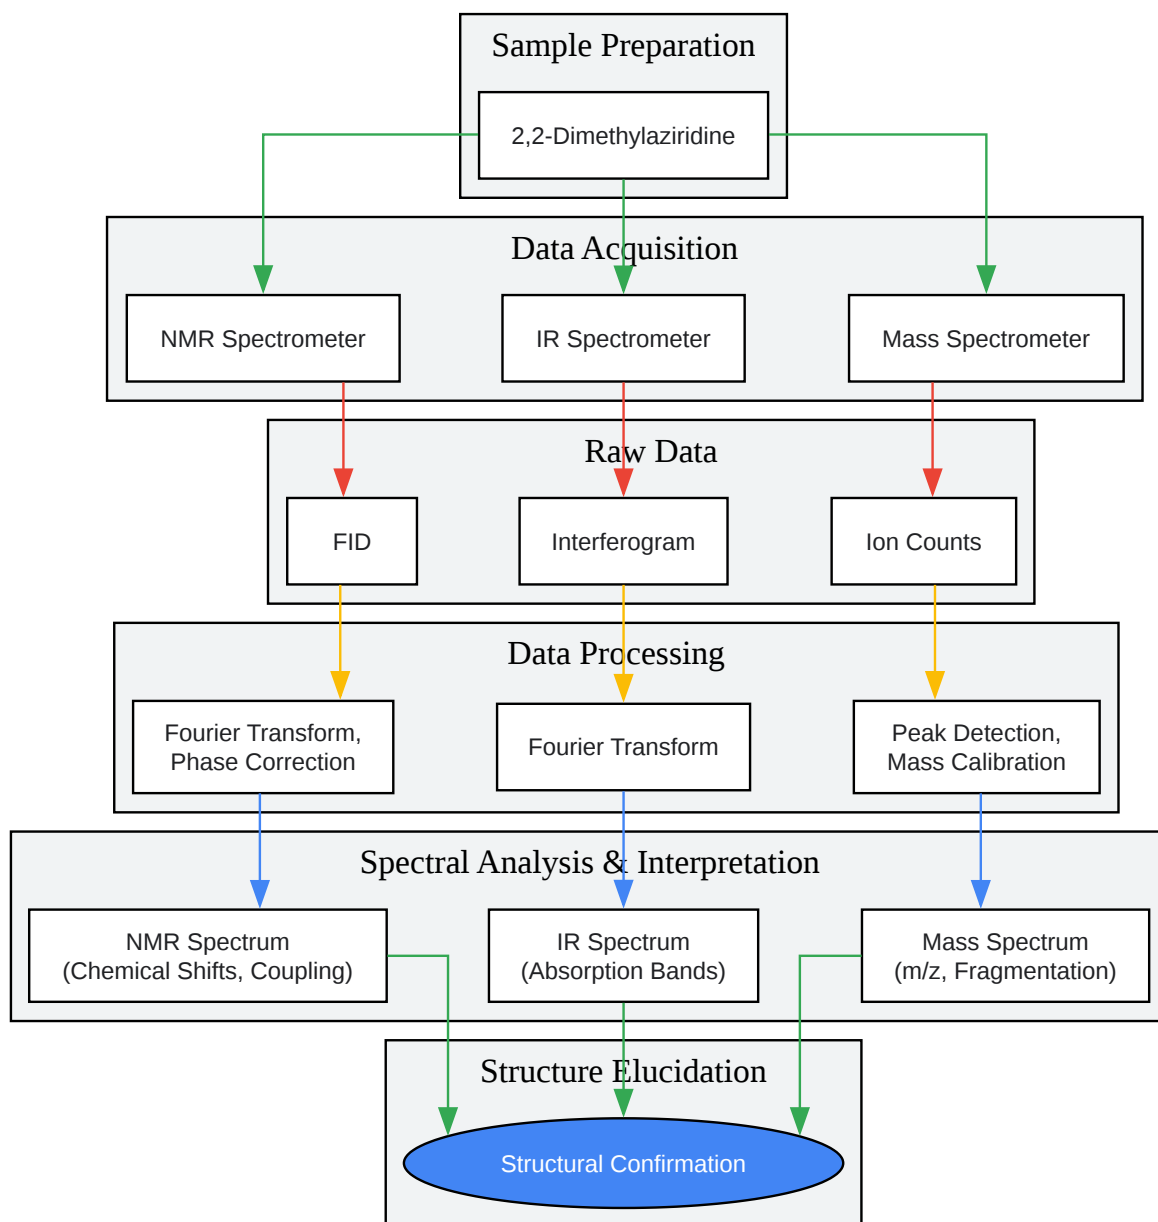 Sample Preparation
2,2-Dimethylaziridine
Data Acquisition
NMR Spectrometer
IR Spectrometer
Mass Spectrometer
Raw Data
FID
Interferogram
Ion Counts
Data Processing
Fourier Transform,
Phase Correction
Fourier Transform
Peak Detection,
Mass Calibration
Spectral Analysis & Interpretation
NMR Spectrum
(Chemical Shifts, Coupling)
IR Spectrum
(Absorption Bands)
Mass Spectrum
(m/z, Fragmentation)
Structure Elucidation
Structural Confirmation